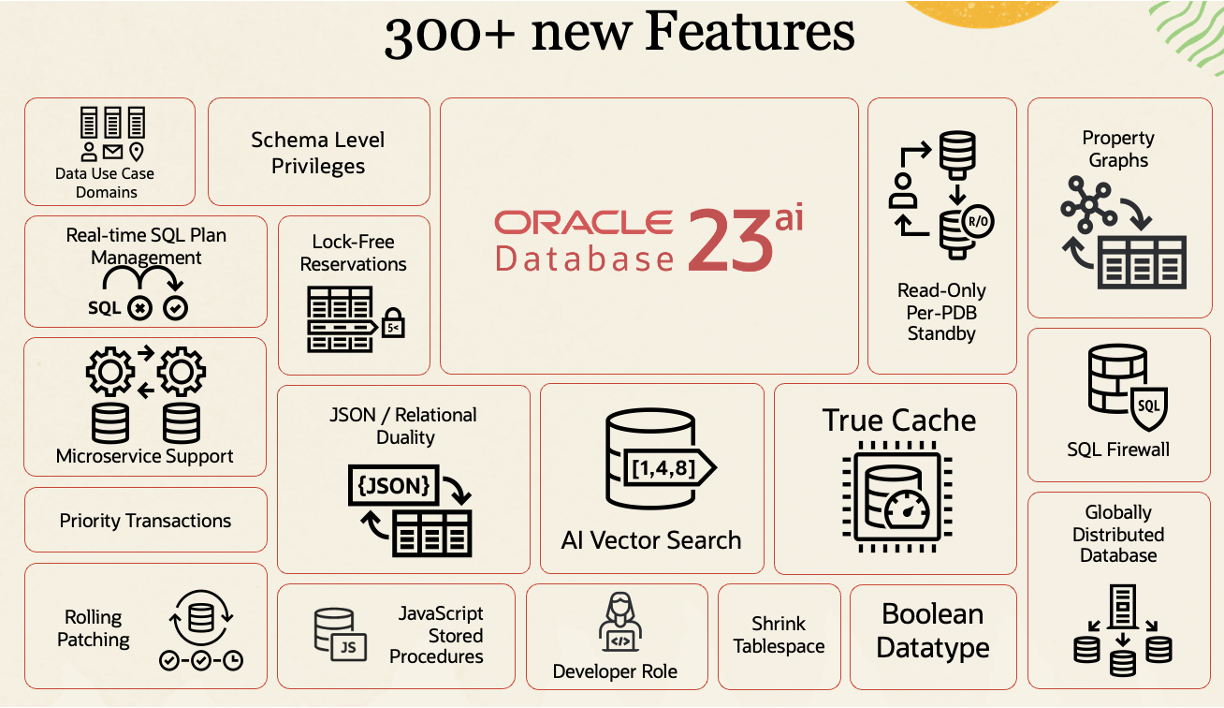 300+ new Features
Data Use Case
Domains
Schema Level
Privileges
ORACLE
Database 23ai
Read-Only
Per-PDB
Standby
R/O
Property
Graphs
Real-time SQL Plan
Management
SQL
Lock-Free
Reservations
5<
Microservice Support
JSON / Relational
Duality
{JSON}
[1,4,8]
AI Vector Search
True Cache
SQL
SQL Firewall
Priority Transactions
Globally
Distributed
Database
Rolling
Patching
JavaScript
Stored
Procedures
JS
</>
Developer Role
Shrink
Tablespace
Boolean
Datatype